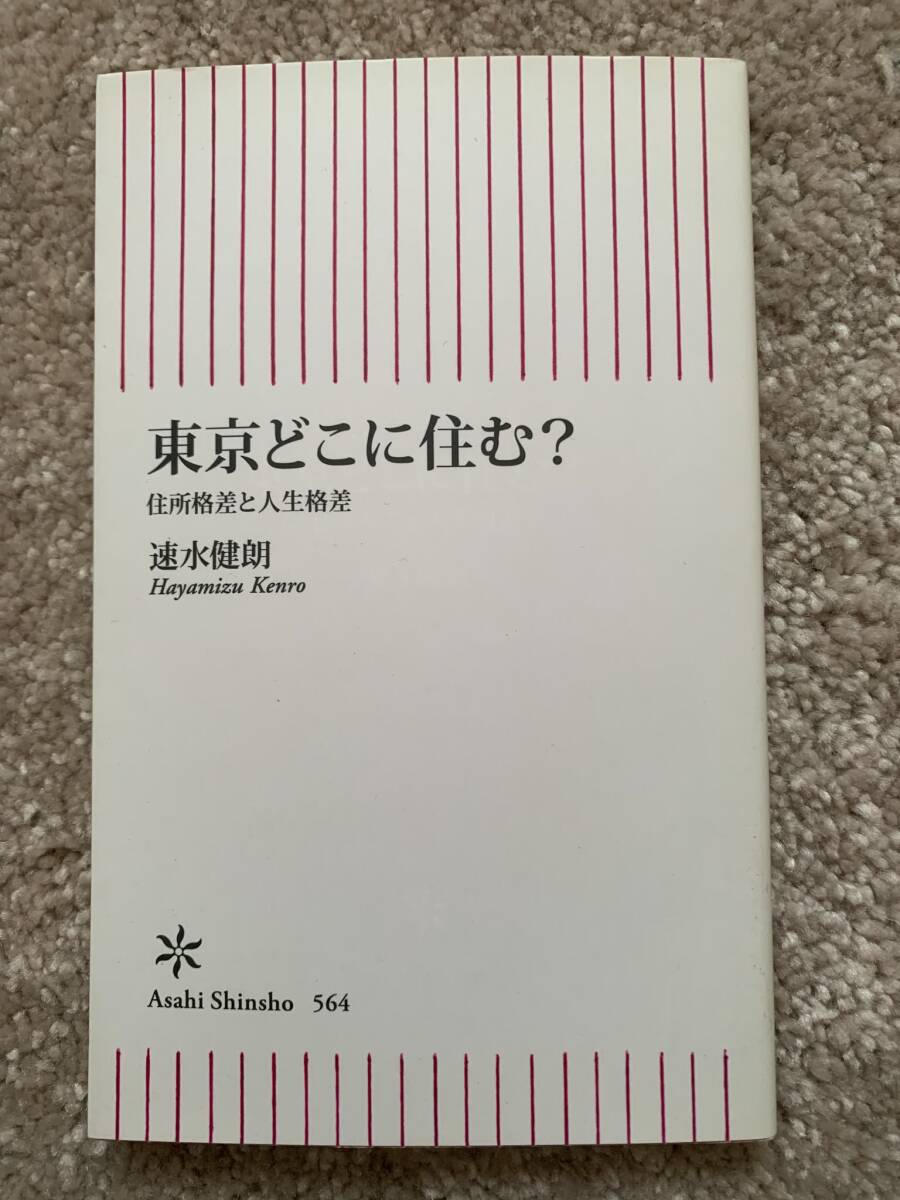 東京どこに住む？
住所格差と人生格差
速水健朗
Hayamizu Kenro
Asahi Shinsho 564